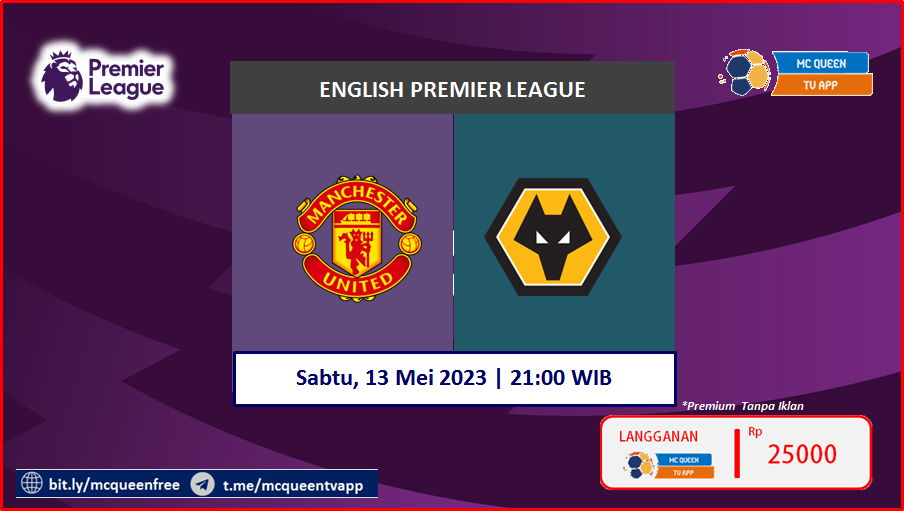 Premier
League
MC QUEEN
TV APP
ENGLISH PREMIER LEAGUE
MANCHESTER
UNITED
Sabtu, 13 Mei 2023 | 21:00 WIB
*Premium Tanpa Iklan
LANGGANAN
MC QUEEN
TV APP
Rp
25000
bit.ly/mcqueenfree
t.me/mcqueentvapp